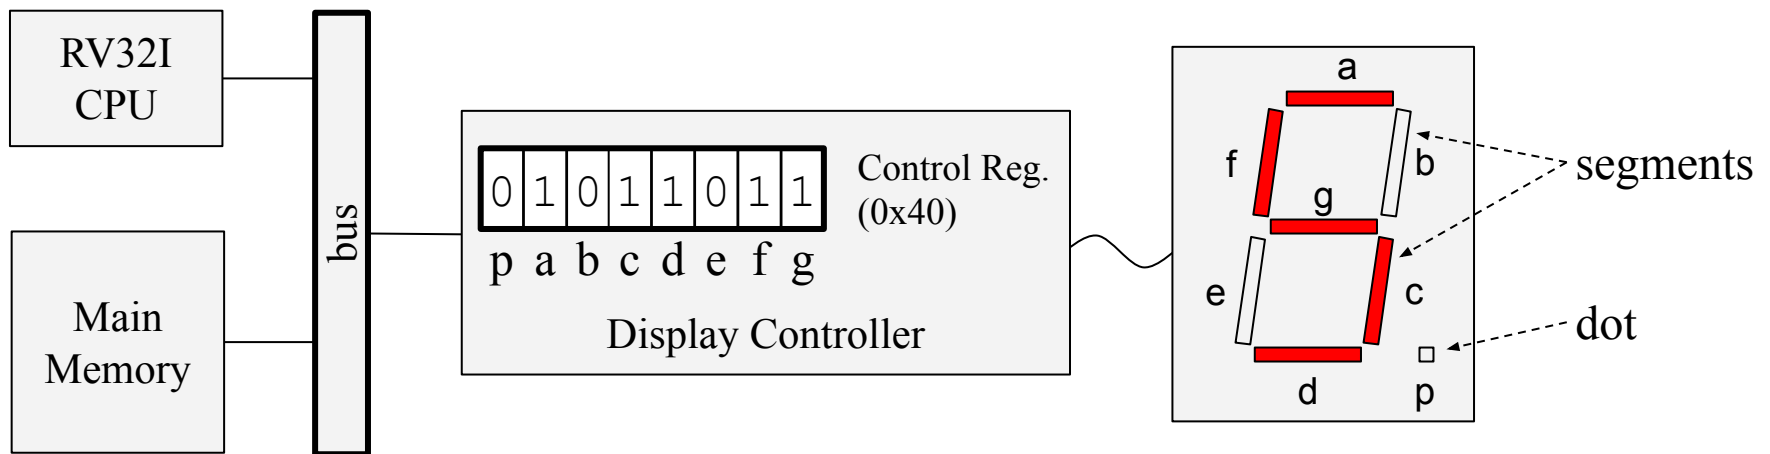 RV32I
CPU
Main
Memory
bus
0 1 0 1 1 0 1 1
p a b c d e f g
Control Reg.
(0x40)
Display Controller
a
f
b
g
e
c
d
p
segments
dot